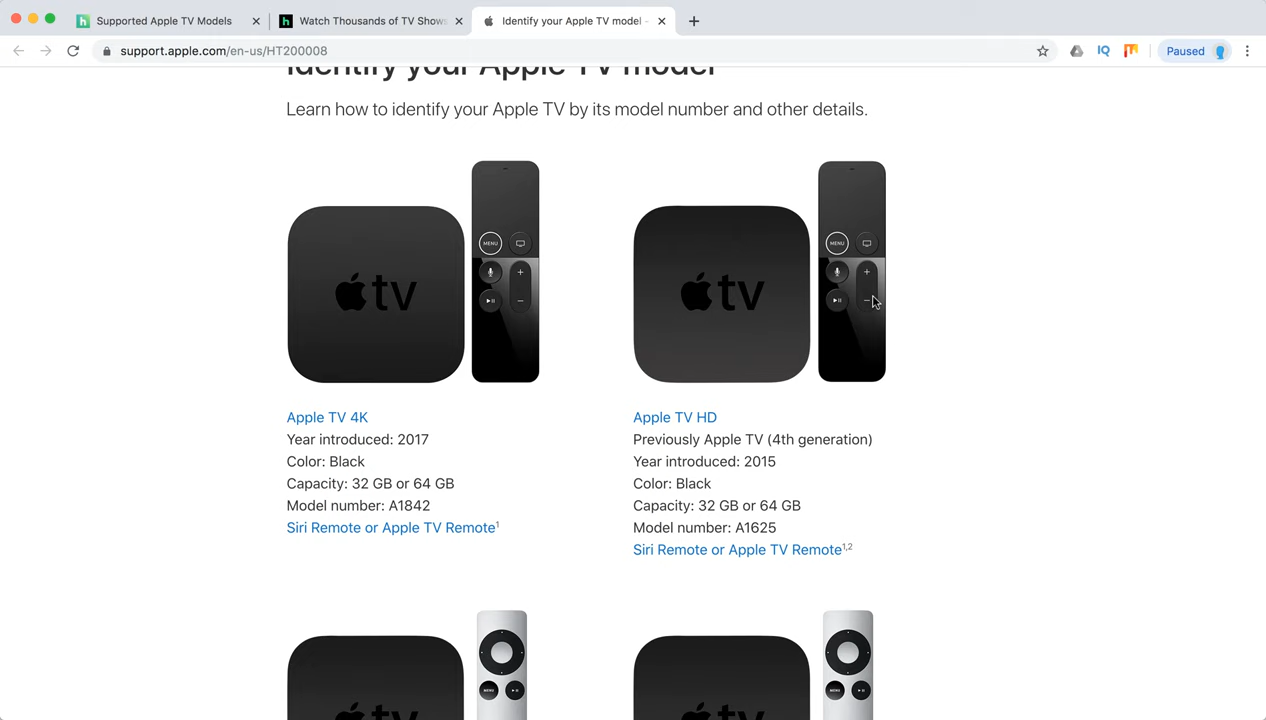 Supported Apple TV Models
Watch Thousands of TV Shows
Identify your Apple TV model -
support.apple.com/en-us/HT200008
IQ
Paused
Identify your Apple TV model
Learn how to identify your Apple TV by its model number and other details.
tv
MENU
tv
MENU
Apple TV 4K
Year introduced: 2017
Color: Black
Capacity: 32 GB or 64 GB
Model number: A1842
Siri Remote or Apple TV Remote1
Apple TV HD
Previously Apple TV (4th generation)
Year introduced: 2015
Color: Black
Capacity: 32 GB or 64 GB
Model number: A1625
Siri Remote or Apple TV Remote1,2
MENU
tv
MENU
tv